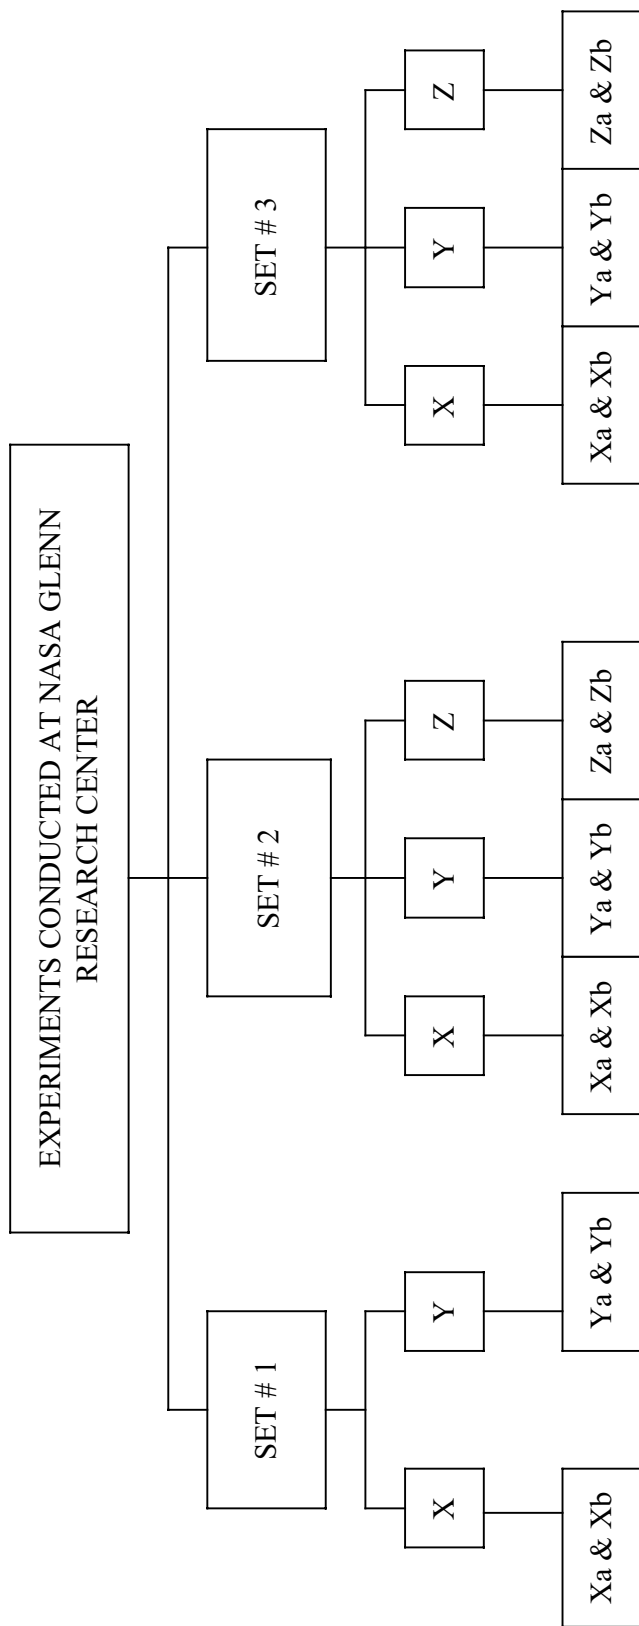 EXPERIMENTS CONDUCTED AT NASA GLENN
RESEARCH CENTER
SET # 1
SET # 2
SET # 3
X
Y
X
Y
Z
X
Y
Z
Xa & Xb
Ya & Yb
Xa & Xb
Ya & Yb
Za & Zb
Xa & Xb
Ya & Yb
Za & Zb